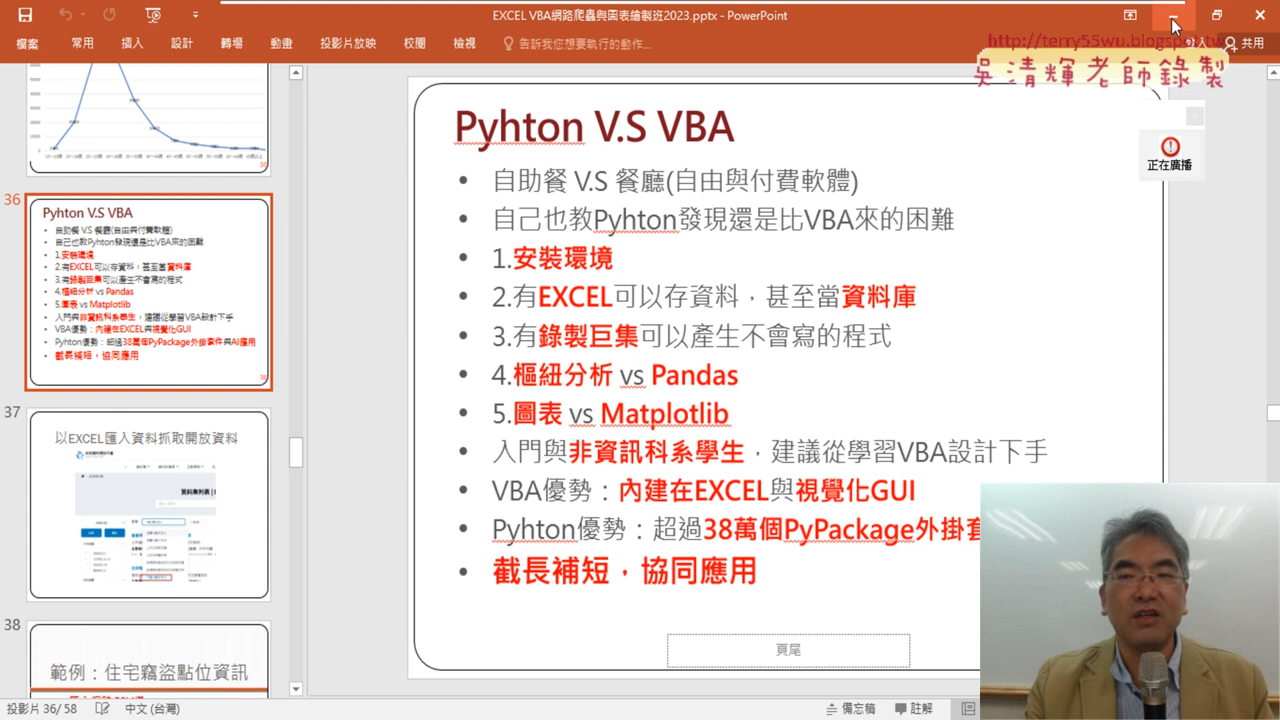 EXCEL VBA網路爬蟲與圖表繪製班2023.pptx - PowerPoint
檔案 常用 插入 設計 轉場 動畫 投影片放映 校閱 檢視 告訴我您想要執行的動作... 共用
http://terry55wu.blogspot.tw
吳清輝老師錄製
正在廣播
35
36
Pyhton V.S VBA
自助餐 V.S 餐廳(自由與付費軟體)
自己也教Pyhton發現還是比VBA來的困難
1.安裝環境
2.有EXCEL可以存資料，甚至當資料庫
3.有錄製巨集可以產生不會寫的程式
4.樞紐分析 vs Pandas
5.圖表 vs Matplotlib
入門與非資訊科系學生，建議從學習VBA設計下手
VBA優勢：內建在EXCEL與視覺化GUI
Pyhton優勢：超過38萬個PyPackage外掛套件與AI應用
截長補短，協同應用
36
37
以EXCEL匯入資料抓取開放資料
38
範例：住宅竊盜點位資訊
Pyhton V.S VBA
• 自助餐 V.S 餐廳(自由與付費軟體)
• 自己也教Pyhton發現還是比VBA來的困難
• 1.安裝環境
• 2.有EXCEL可以存資料，甚至當資料庫
• 3.有錄製巨集可以產生不會寫的程式
• 4.樞紐分析 vs Pandas
• 5.圖表 vs Matplotlib
• 入門與非資訊科系學生，建議從學習VBA設計下手
• VBA優勢：內建在EXCEL與視覺化GUI
• Pyhton優勢：超過38萬個PyPackage外掛套
• 截長補短，協同應用
頁尾
投影片 36/ 58 中文 (台灣) 備忘稿 註解